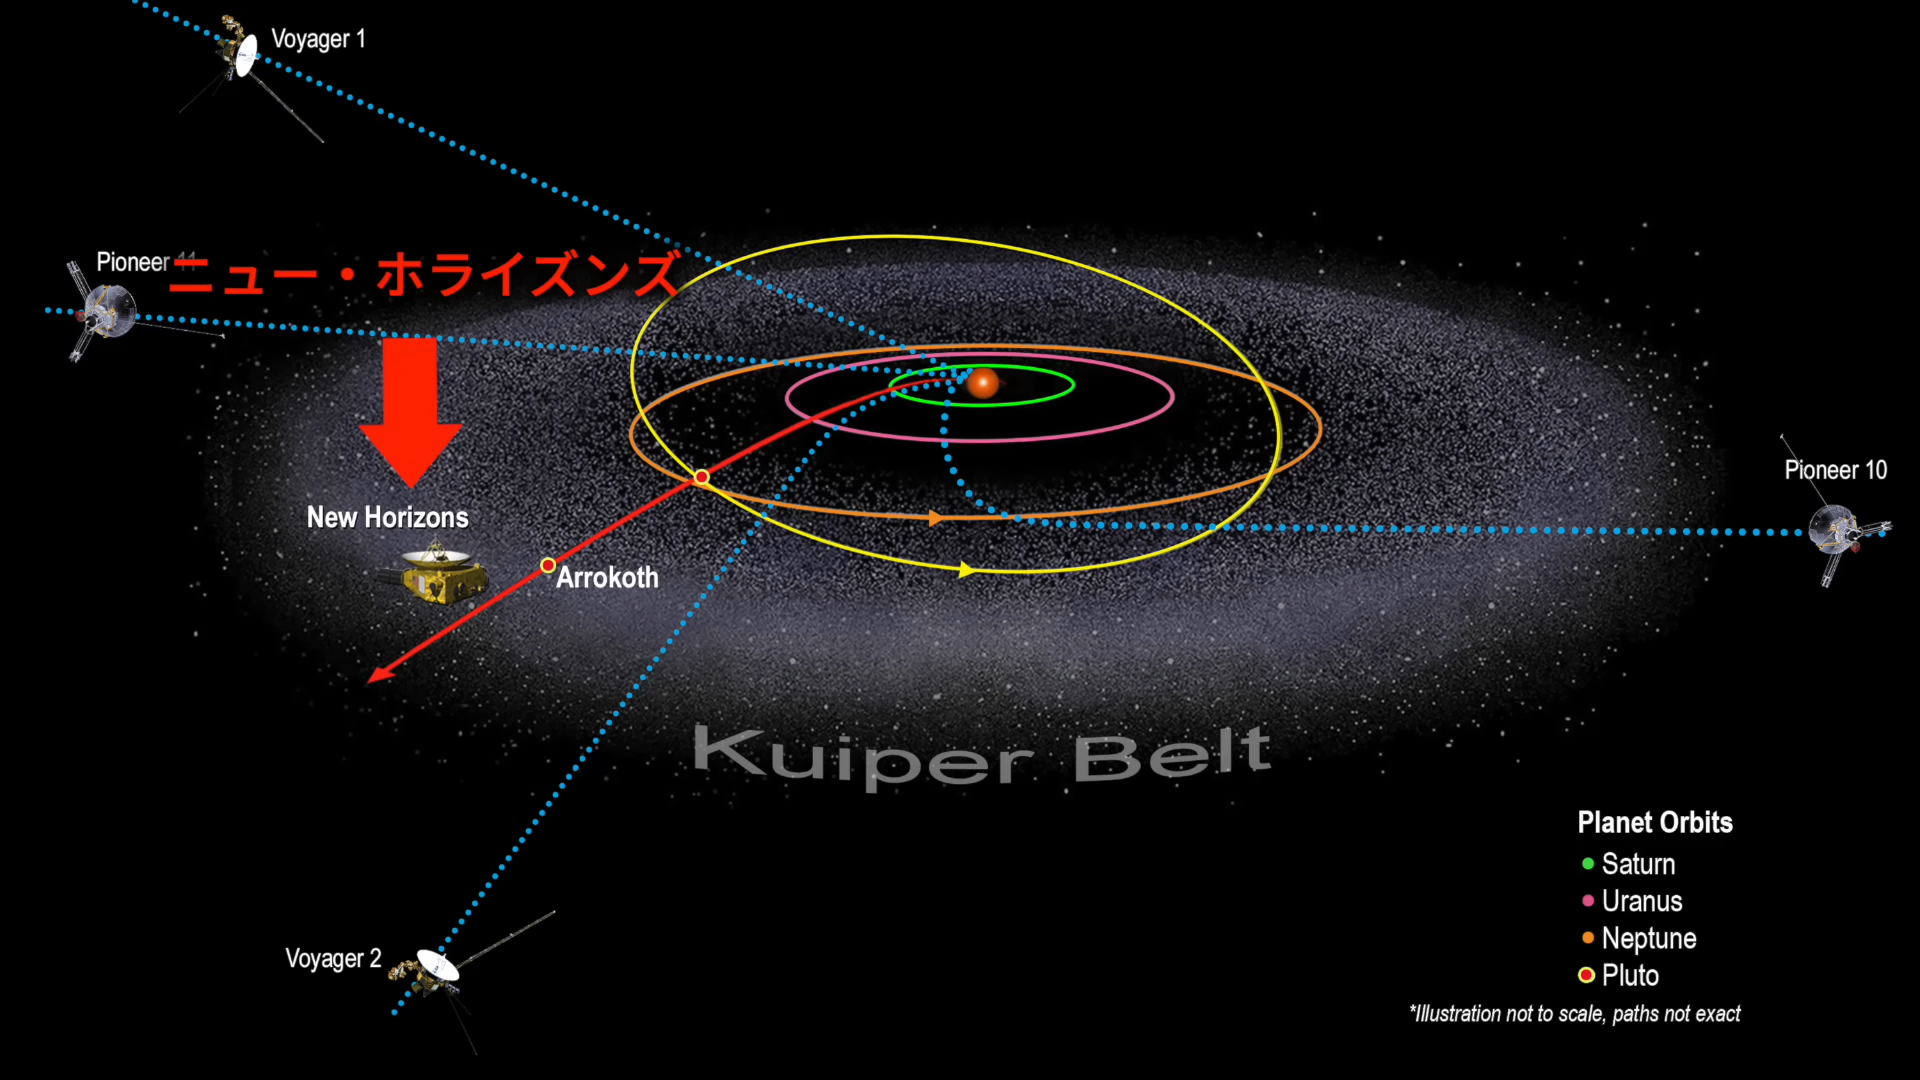 Voyager 1
Pioneer 11
ニュー・ホライズンズ
Pioneer 10
New Horizons
Arrokoth
Kuiper Belt
Planet Orbits
Saturn
Uranus
Neptune
Pluto
Voyager 2
*Illustration not to scale, paths not exact